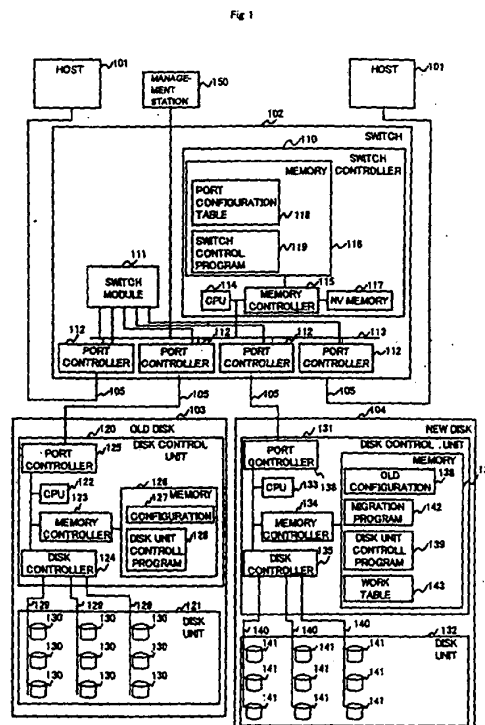 Fig 1
HOST
101
MANAGE-
MENT
STATION
150
HOST
101
102
SWITCH
110
SWITCH
CONTROLLER
MEMORY
PORT
CONFIGURATION
TABLE
118
SWITCH
CONTROL
PROGRAM
119
116
111
SWITCH
MODULE
114
CPU
115
MEMORY
CONTROLLER
117
NV MEMORY
112
112
112
113
PORT
CONTROLLER
PORT
CONTROLLER
PORT
CONTROLLER
PORT
CONTROLLER
112
105
105
105
105
103
104
120
OLD DISK
125
DISK CONTROL
UNIT
PORT
CONTROLLER
122
CPU
123
MEMORY
CONTROLLER
126
127
MEMORY
CONFIGURATION
DISK UNIT
CONTROLL
PROGRAM
128
DISK
CONTROLLER
124
129
129
129
121
DISK
UNIT
130
130
130
130
130
130
130
130
130
131
NEW DISK
DISK CONTROL .UNIT
PORT
CONTROLLER
MEMORY
138
OLD
CONFIGURATION
CPU
133
136
134
MEMORY
CONTROLLER
MIGRATION
PROGRAM
142
DISK UNIT
CONTROLL
PROGRAM
139
DISK
CONTROLLER
135
WORK
TABLE
143
140
140
140
132
DISK
UNIT
141
141
141
141
141
141
141
141
141